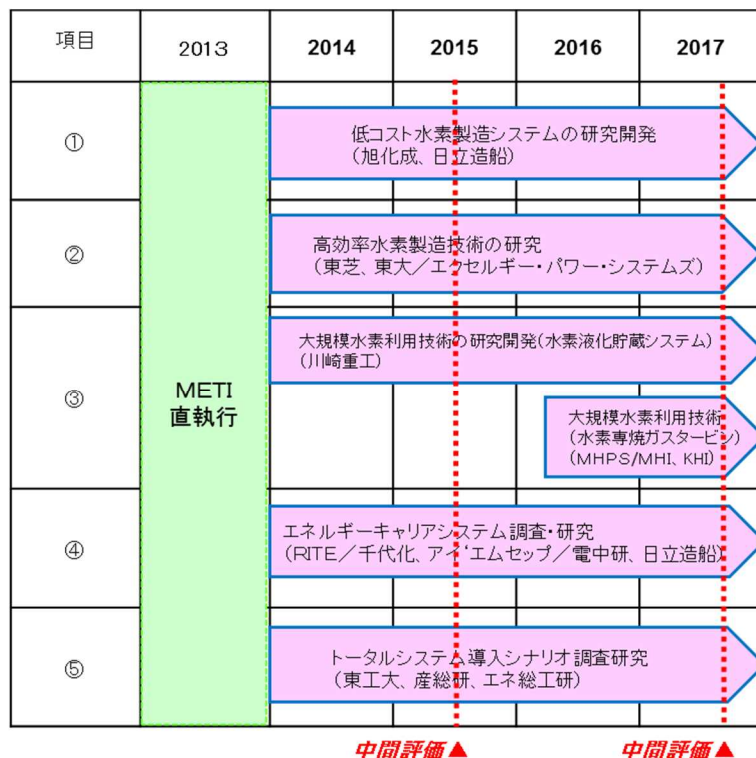 項目 2013 2014 2015 2016 2017
METI
直執行
①
低コスト水素製造システムの研究開発
(旭化成、日立造船)
②
高効率水素製造技術の研究
(東芝、東大／エクセルギー・パワー・システムズ)
③
大規模水素利用技術の研究開発(水素液化貯蔵システム)
(川崎重工)
大規模水素利用技術
(水素専焼ガスタービン)
(MHPS/MHI、KHI)
④
エネルギーキャリアシステム調査・研究
(RITE／千代化、アイ'エムセップ／電中研、日立造船)
⑤
トータルシステム導入シナリオ調査研究
(東工大、産総研、エネ総工研)
中間評価▲ 中間評価▲